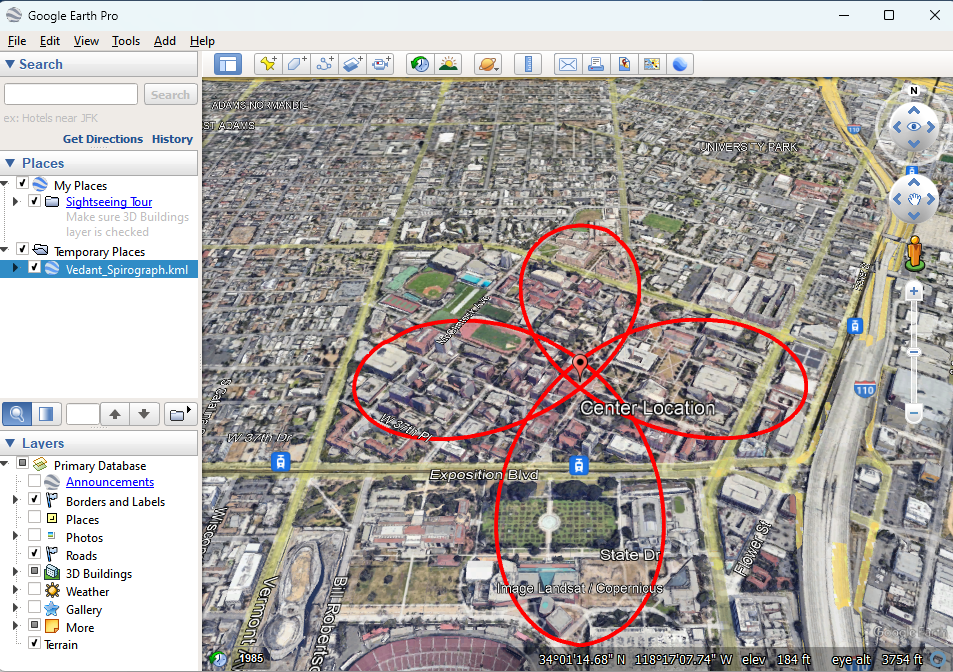 Google Earth Pro
File Edit View Tools Add Help
Search
Search
ex: Hotels near JFK
Get Directions History
Places
My Places
Sightseeing Tour
Make sure 3D Buildings
layer is checked
Temporary Places
Vedant_Spirograph.kml
Layers
Primary Database
Announcements
Borders and Labels
Places
Photos
Roads
3D Buildings
Weather
Gallery
More
Terrain
ADAMS NORMANDIE
ST ADAMS
UNIVERSITY PARK
110
N
110
Center Location
W 37th Pl
W 37th Dr
Exposition Blvd
State Dr
Flower St
Vermont A
Bill Roberts
Image Landsat / Copernicus
Google Earth
1985
34°01'14.68" N 118°17'07.74" W elev 184 ft eye alt 3754 ft